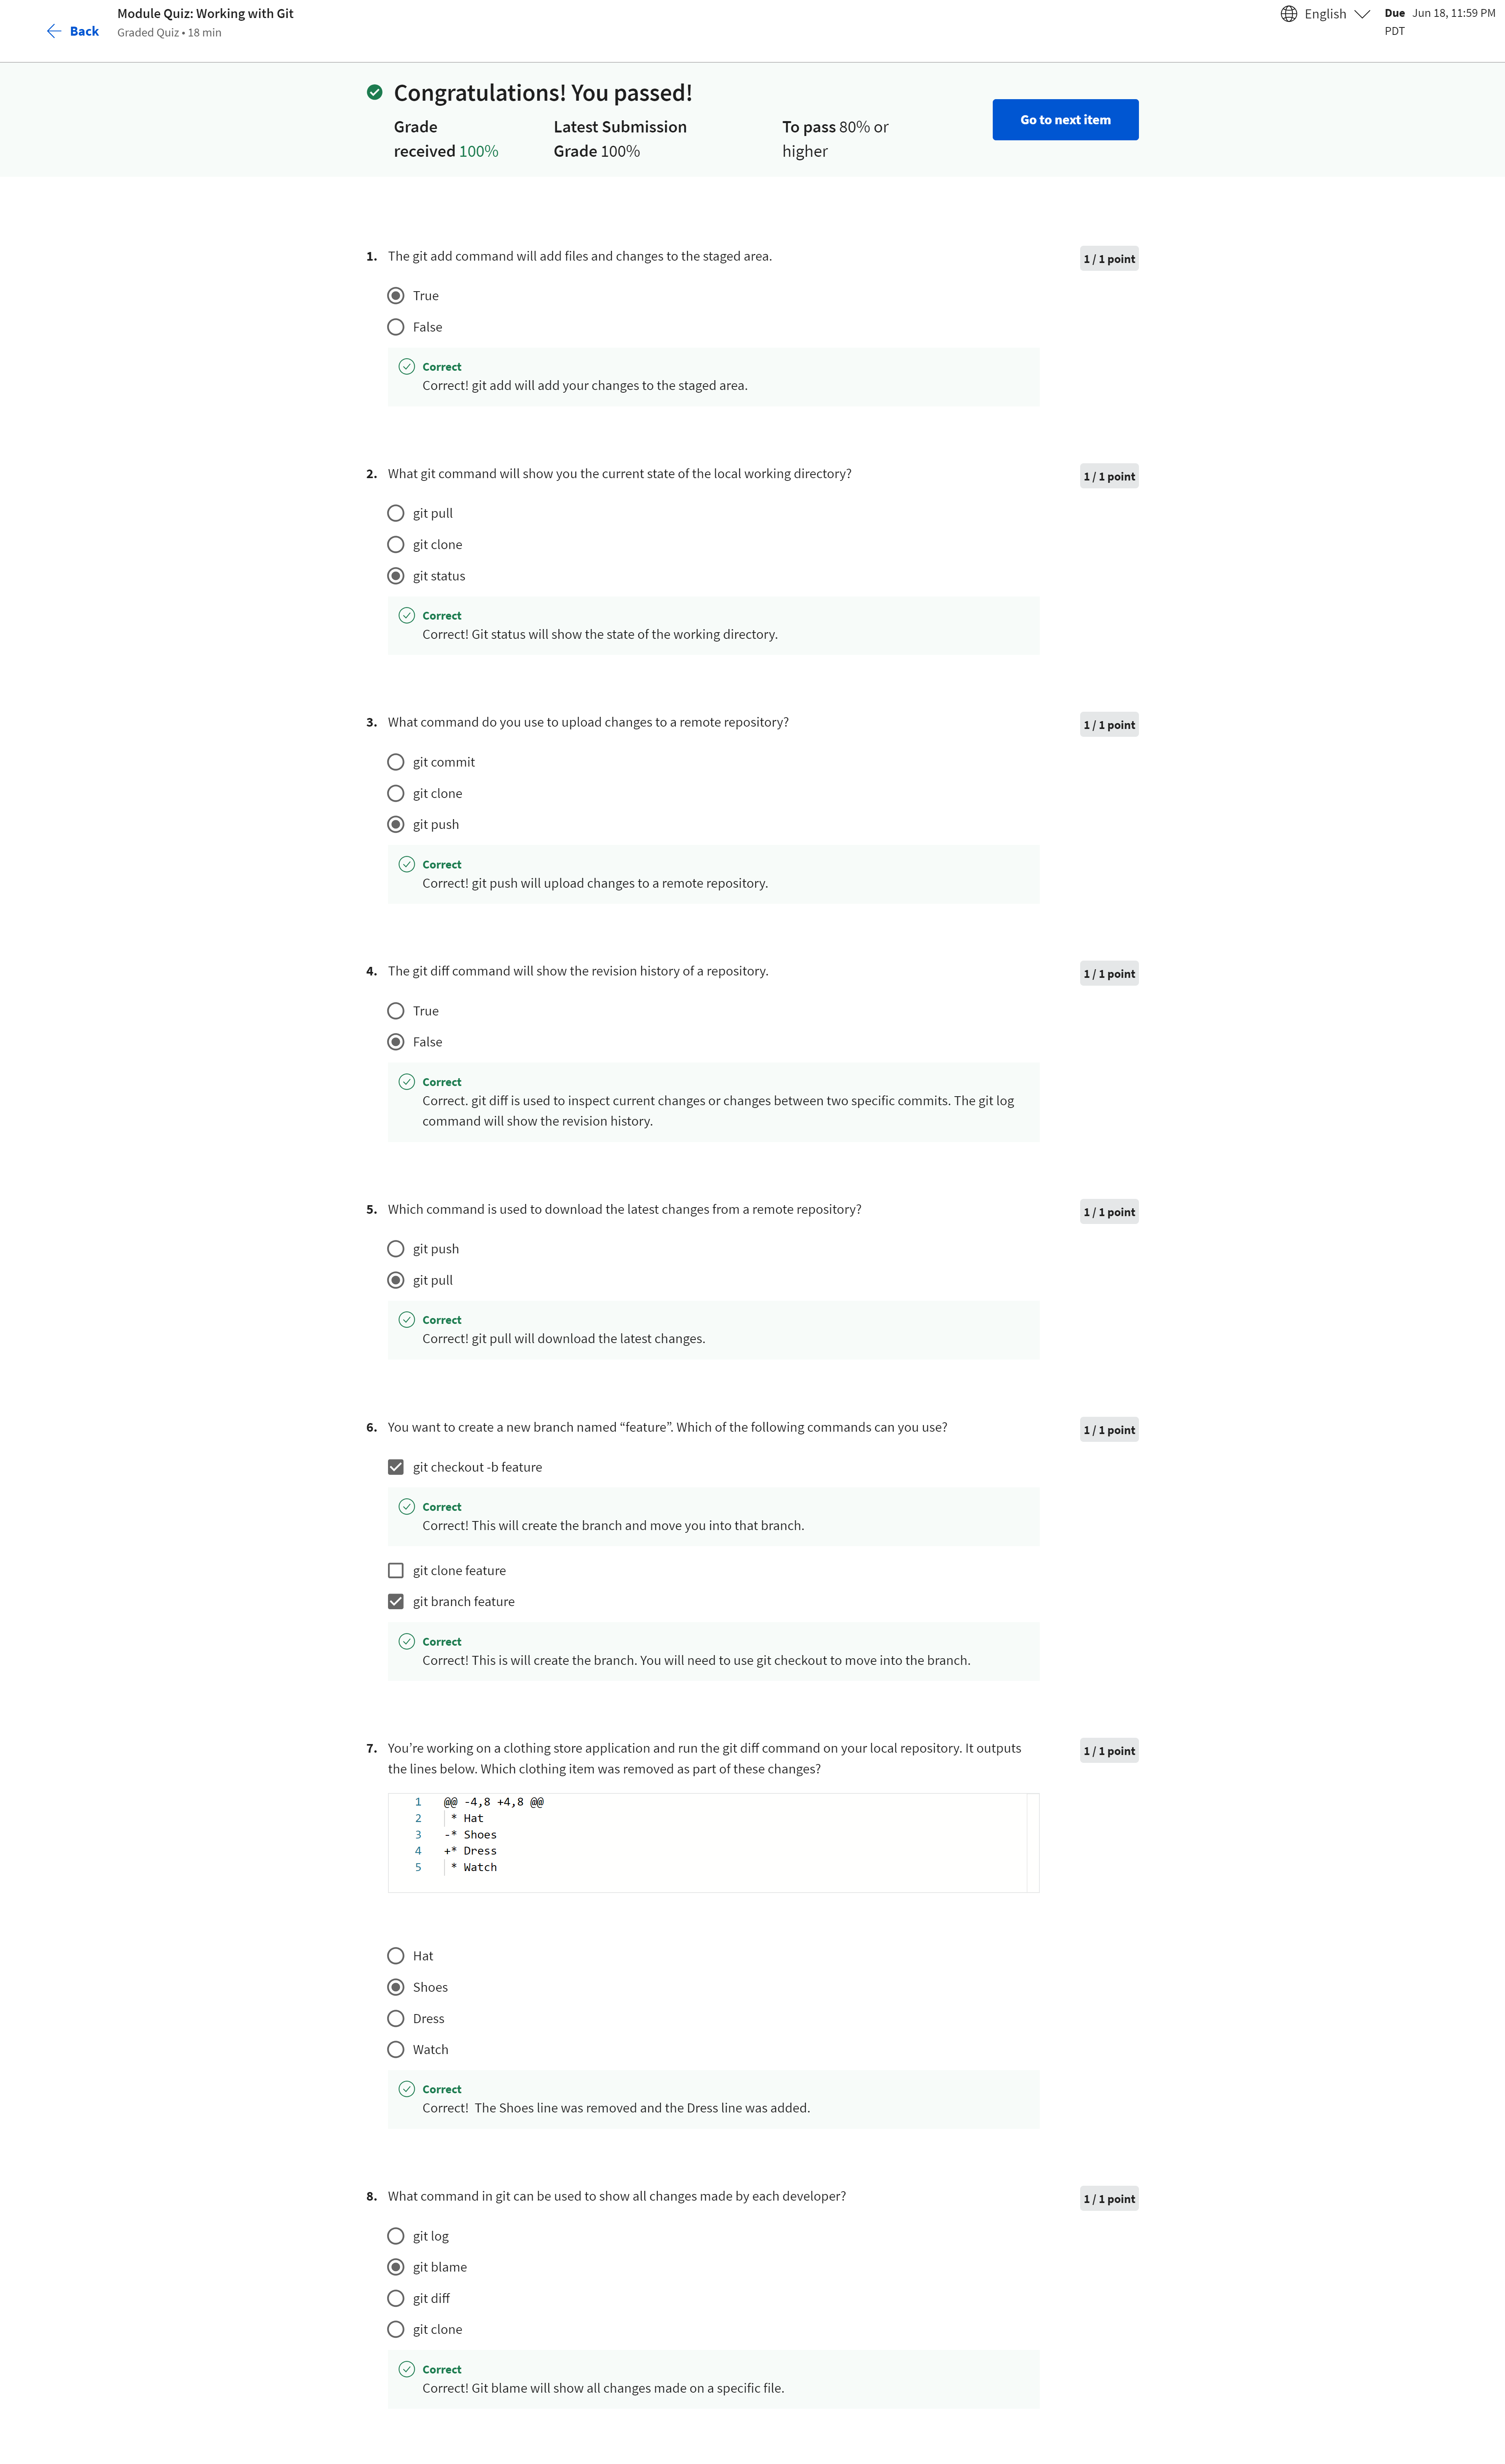 Back
Module Quiz: Working with Git
Graded Quiz • 18 min
English
Due Jun 18, 11:59 PM
PDT
Congratulations! You passed!
Grade
received 100%
Latest Submission
Grade 100%
To pass 80% or
higher
Go to next item
1. The git add command will add files and changes to the staged area.
1 / 1 point
True
False
Correct
Correct! git add will add your changes to the staged area.
2. What git command will show you the current state of the local working directory?
1 / 1 point
git pull
git clone
git status
Correct
Correct! Git status will show the state of the working directory.
3. What command do you use to upload changes to a remote repository?
1 / 1 point
git commit
git clone
git push
Correct
Correct! git push will upload changes to a remote repository.
4. The git diff command will show the revision history of a repository.
1 / 1 point
True
False
Correct
Correct. git diff is used to inspect current changes or changes between two specific commits. The git log
command will show the revision history.
5. Which command is used to download the latest changes from a remote repository?
1 / 1 point
git push
git pull
Correct
Correct! git pull will download the latest changes.
6. You want to create a new branch named “feature”. Which of the following commands can you use?
1 / 1 point
git checkout -b feature
Correct
Correct! This will create the branch and move you into that branch.
git clone feature
git branch feature
Correct
Correct! This is will create the branch. You will need to use git checkout to move into the branch.
7. You’re working on a clothing store application and run the git diff command on your local repository. It outputs
the lines below. Which clothing item was removed as part of these changes?
1 / 1 point
1 @@ -4,8 +4,8 @@
2  * Hat
3 -* Shoes
4 +* Dress
5  * Watch
Hat
Shoes
Dress
Watch
Correct
Correct!  The Shoes line was removed and the Dress line was added.
8. What command in git can be used to show all changes made by each developer?
1 / 1 point
git log
git blame
git diff
git clone
Correct
Correct! Git blame will show all changes made on a specific file.